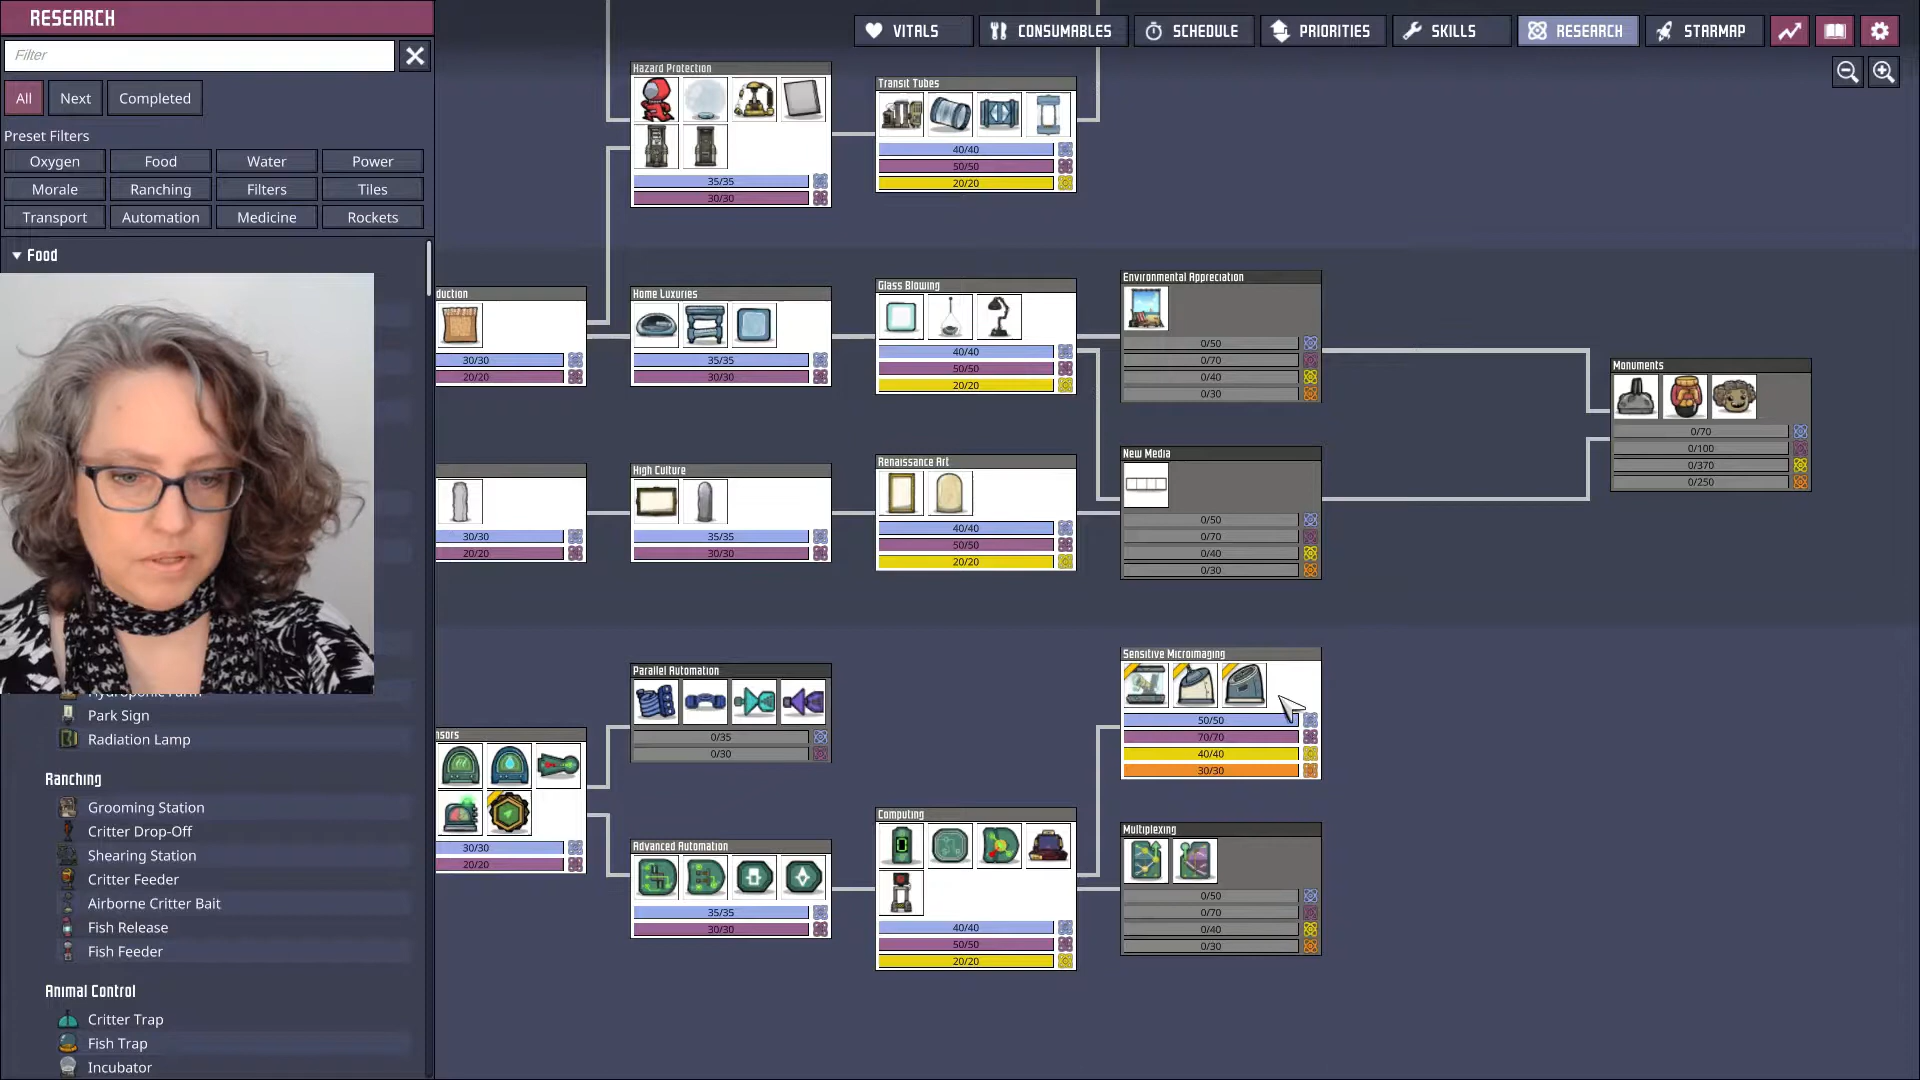 RESEARCH
VITALS
CONSUMABLES
SCHEDULE
PRIORITIES
SKILLS
RESEARCH
STARMAP
Filter
All
Next
Completed
Preset Filters
Oxygen
Food
Water
Power
Morale
Ranching
Filters
Tiles
Transport
Automation
Medicine
Rockets
Food
Park Sign
Radiation Lamp
Ranching
Grooming Station
Critter Drop-Off
Shearing Station
Critter Feeder
Airborne Critter Bait
Fish Release
Fish Feeder
Animal Control
Critter Trap
Fish Trap
Incubator
Hazard Protection
35/35
30/30
Transit Tubes
40/40
50/50
20/20
duction
30/30
20/20
Home Luxuries
35/35
30/30
Glass Blowing
40/40
50/50
20/20
Environmental Appreciation
0/50
0/70
0/40
0/30
Monuments
0/70
0/100
0/370
0/250
30/30
20/20
High Culture
35/35
30/30
Renaissance Art
40/40
50/50
20/20
New Media
0/50
0/70
0/40
0/30
Parallel Automation
0/35
0/30
Sensitive Microimaging
50/50
70/70
40/40
30/30
nsors
30/30
20/20
Advanced Automation
35/35
30/30
Computing
40/40
50/50
20/20
Multiplexing
0/50
0/70
0/40
0/30